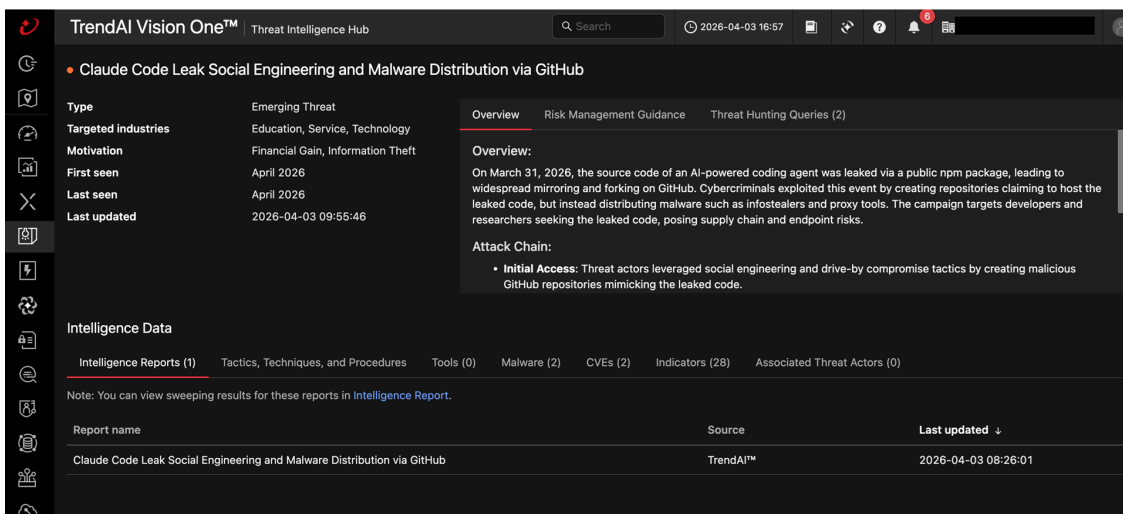 TrendAI Vision One™ | Threat Intelligence Hub
Search
2026-04-03 16:57
6
Claude Code Leak Social Engineering and Malware Distribution via GitHub
Type Emerging Threat
Targeted industries Education, Service, Technology
Motivation Financial Gain, Information Theft
First seen April 2026
Last seen April 2026
Last updated 2026-04-03 09:55:46
Overview Risk Management Guidance Threat Hunting Queries (2)
Overview:
On March 31, 2026, the source code of an AI-powered coding agent was leaked via a public npm package, leading to
widespread mirroring and forking on GitHub. Cybercriminals exploited this event by creating repositories claiming to host the
leaked code, but instead distributing malware such as infostealers and proxy tools. The campaign targets developers and
researchers seeking the leaked code, posing supply chain and endpoint risks.
Attack Chain:
• Initial Access: Threat actors leveraged social engineering and drive-by compromise tactics by creating malicious
GitHub repositories mimicking the leaked code.
Intelligence Data
Intelligence Reports (1) Tactics, Techniques, and Procedures Tools (0) Malware (2) CVEs (2) Indicators (28) Associated Threat Actors (0)
Note: You can view sweeping results for these reports in Intelligence Report.
Report name Source Last updated ↓
Claude Code Leak Social Engineering and Malware Distribution via GitHub TrendAI™ 2026-04-03 08:26:01